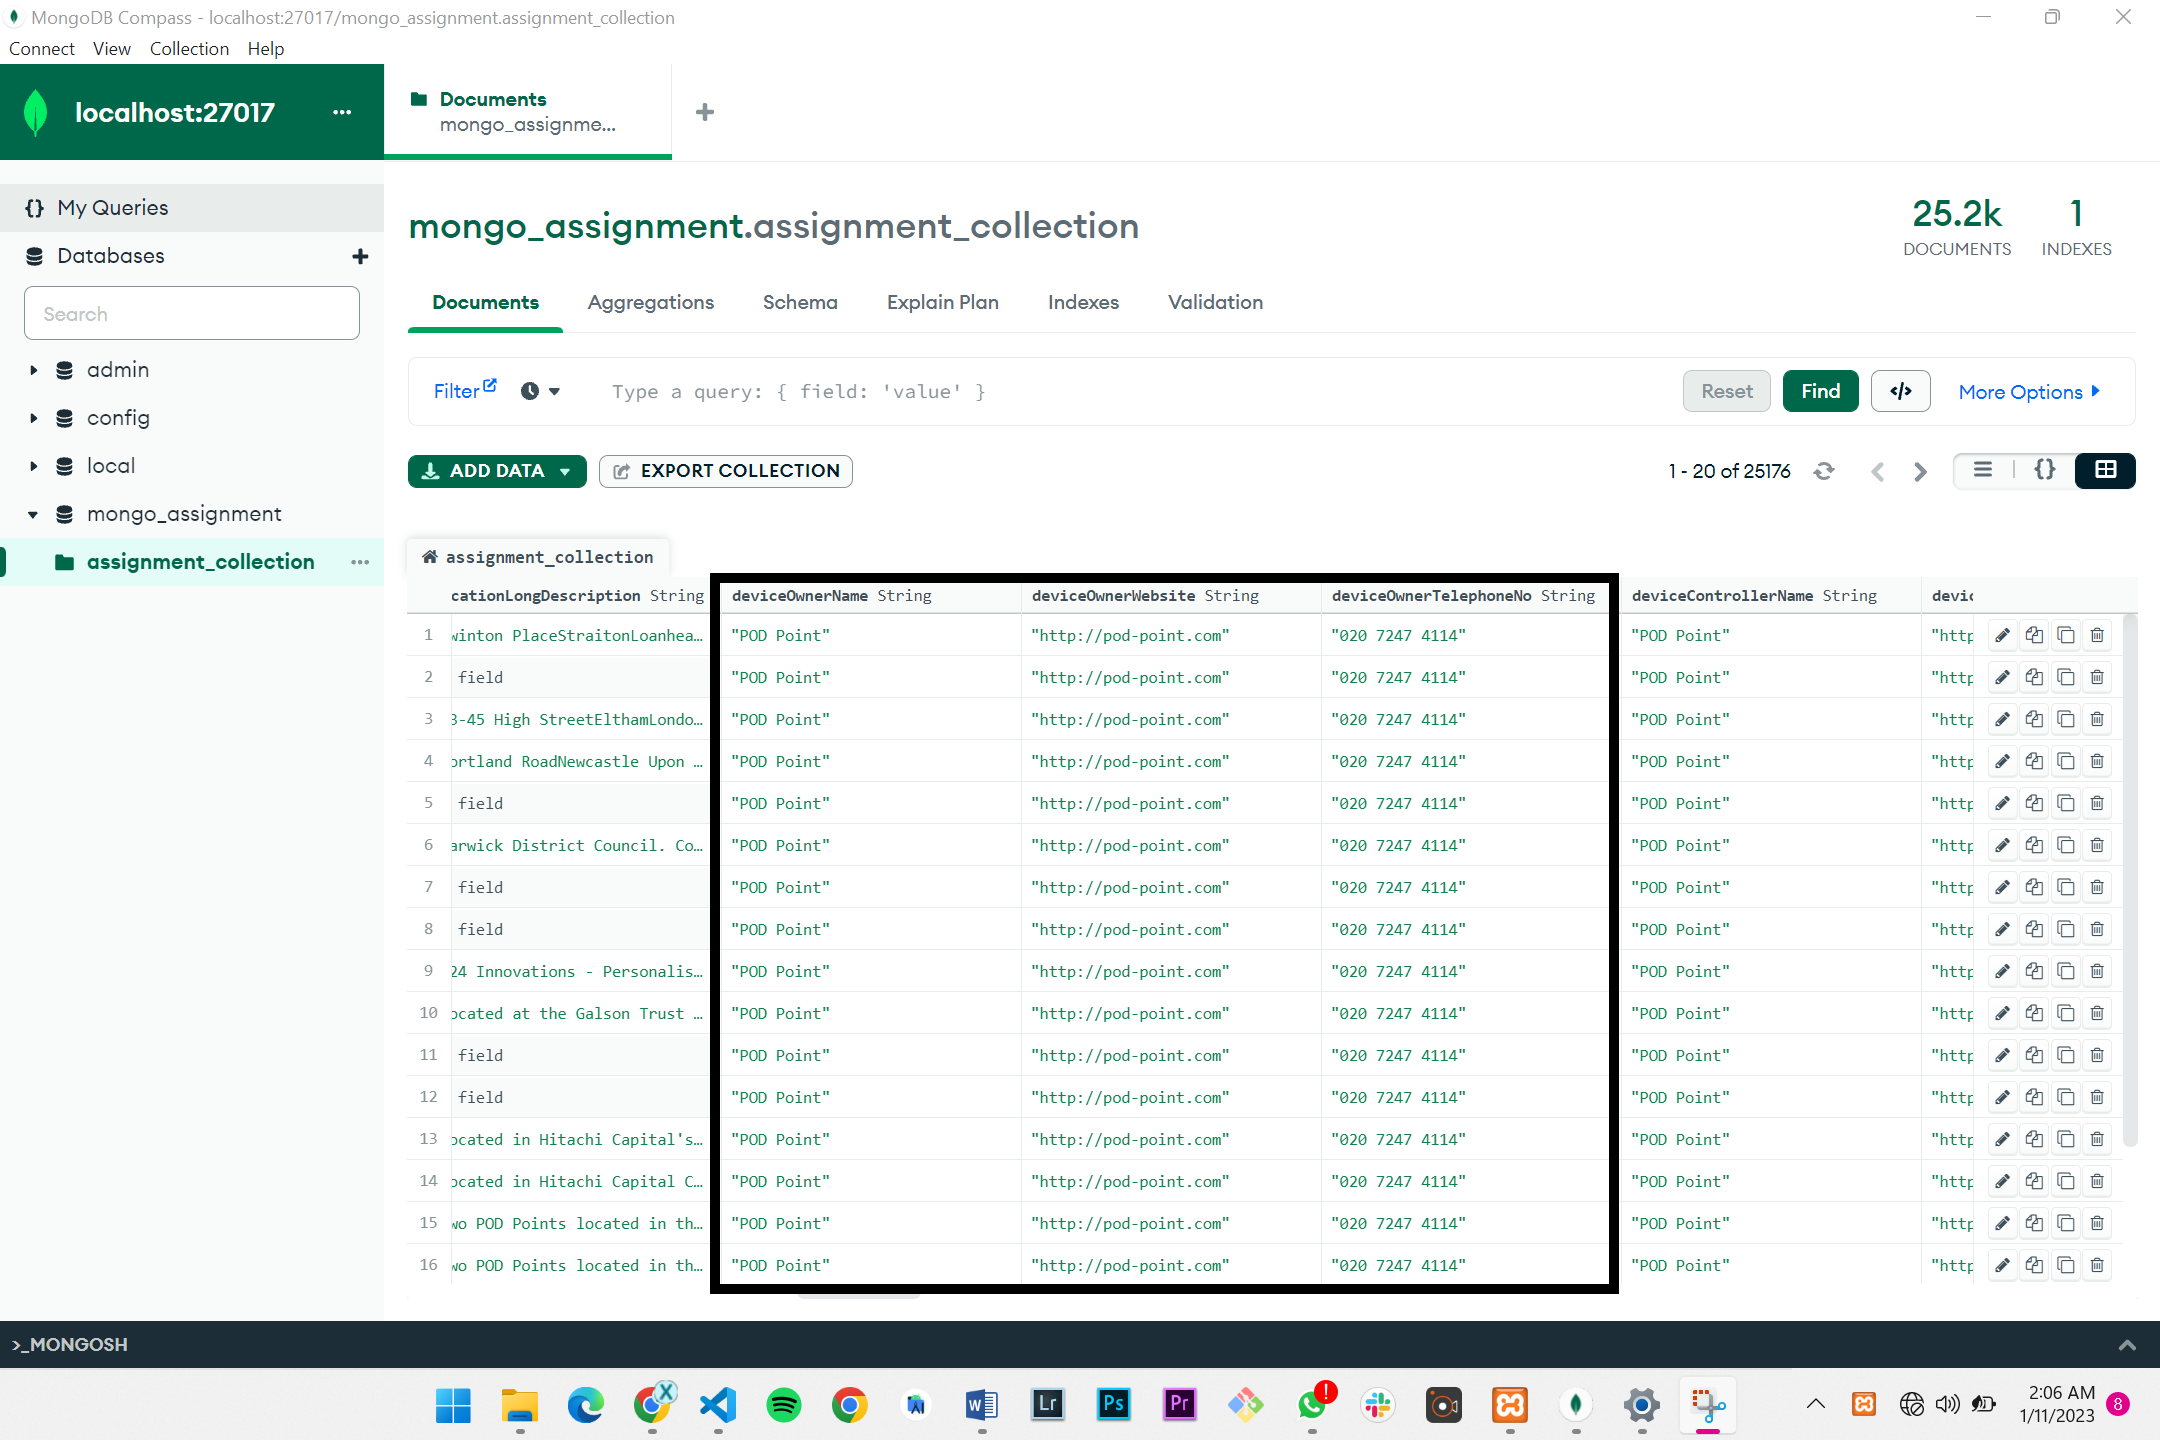 MongoDB Compass - localhost:27017/mongo_assignment.assignment_collection
Connect View Collection Help
localhost:27017 ...
Documents
mongo_assignme...
My Queries
Databases
Search
admin
config
local
mongo_assignment
assignment_collection
mongo_assignment.assignment_collection
25.2k
DOCUMENTS
1
INDEXES
Documents Aggregations Schema Explain Plan Indexes Validation
Filter Type a query: { field: 'value' } Reset Find </> More Options
ADD DATA EXPORT COLLECTION 1 - 20 of 25176 {}
assignment_collection
cationLongDescription String deviceOwnerName String deviceOwnerWebsite String deviceOwnerTelephoneNo String deviceControllerName String devic
1 winton PlaceStraitonLoanhea… "POD Point" "http://pod-point.com" "020 7247 4114" "POD Point" "http
2 field "POD Point" "http://pod-point.com" "020 7247 4114" "POD Point" "http
3 3-45 High StreetElthamLondo… "POD Point" "http://pod-point.com" "020 7247 4114" "POD Point" "http
4 ortland RoadNewcastle Upon … "POD Point" "http://pod-point.com" "020 7247 4114" "POD Point" "http
5 field "POD Point" "http://pod-point.com" "020 7247 4114" "POD Point" "http
6 arwick District Council. Co… "POD Point" "http://pod-point.com" "020 7247 4114" "POD Point" "http
7 field "POD Point" "http://pod-point.com" "020 7247 4114" "POD Point" "http
8 field "POD Point" "http://pod-point.com" "020 7247 4114" "POD Point" "http
9 24 Innovations - Personalis… "POD Point" "http://pod-point.com" "020 7247 4114" "POD Point" "http
10 ocated at the Galson Trust … "POD Point" "http://pod-point.com" "020 7247 4114" "POD Point" "http
11 field "POD Point" "http://pod-point.com" "020 7247 4114" "POD Point" "http
12 field "POD Point" "http://pod-point.com" "020 7247 4114" "POD Point" "http
13 ocated in Hitachi Capital's… "POD Point" "http://pod-point.com" "020 7247 4114" "POD Point" "http
14 ocated in Hitachi Capital C… "POD Point" "http://pod-point.com" "020 7247 4114" "POD Point" "http
15 wo POD Points located in th… "POD Point" "http://pod-point.com" "020 7247 4114" "POD Point" "http
16 wo POD Points located in th… "POD Point" "http://pod-point.com" "020 7247 4114" "POD Point" "http
>_MONGOSH
X W Lr Ps Pr !
2:06 AM
1/11/2023
8